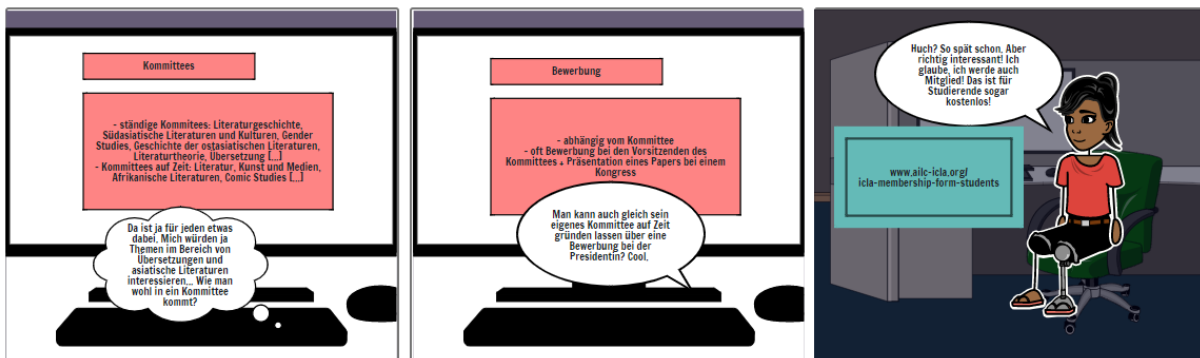 Kommittees
- ständige Kommitees: Literaturgeschichte,
Südasiatische Literaturen und Kulturen, Gender
Studies, Geschichte der ostasiatischen Literaturen,
Literaturtheorie, Übersetzung [...]
- Kommittees auf Zeit: Literatur, Kunst und Medien,
Afrikanische Literaturen, Comic Studies [...]
Da ist ja für jeden etwas
dabei. Mich würden ja
Themen im Bereich von
Übersetzungen und
asiatische Literaturen
interessieren... Wie man
wohl in ein Kommittee
kommt?
Bewerbung
- abhängig vom Kommittee
- oft Bewerbung bei den Vorsitzenden des
Kommittees + Präsentation eines Papers bei einem
Kongress
Man kann auch gleich sein
eigenes Kommittee auf Zeit
gründen lassen über eine
Bewerbung bei der
Presidentin? Cool.
Huch? So spät schon. Aber
richtig interessant! Ich
glaube, ich werde auch
Mitglied! Das ist für
Studierende sogar
kostenlos!
www.ailc-icla.org/
icla-membership-form-students